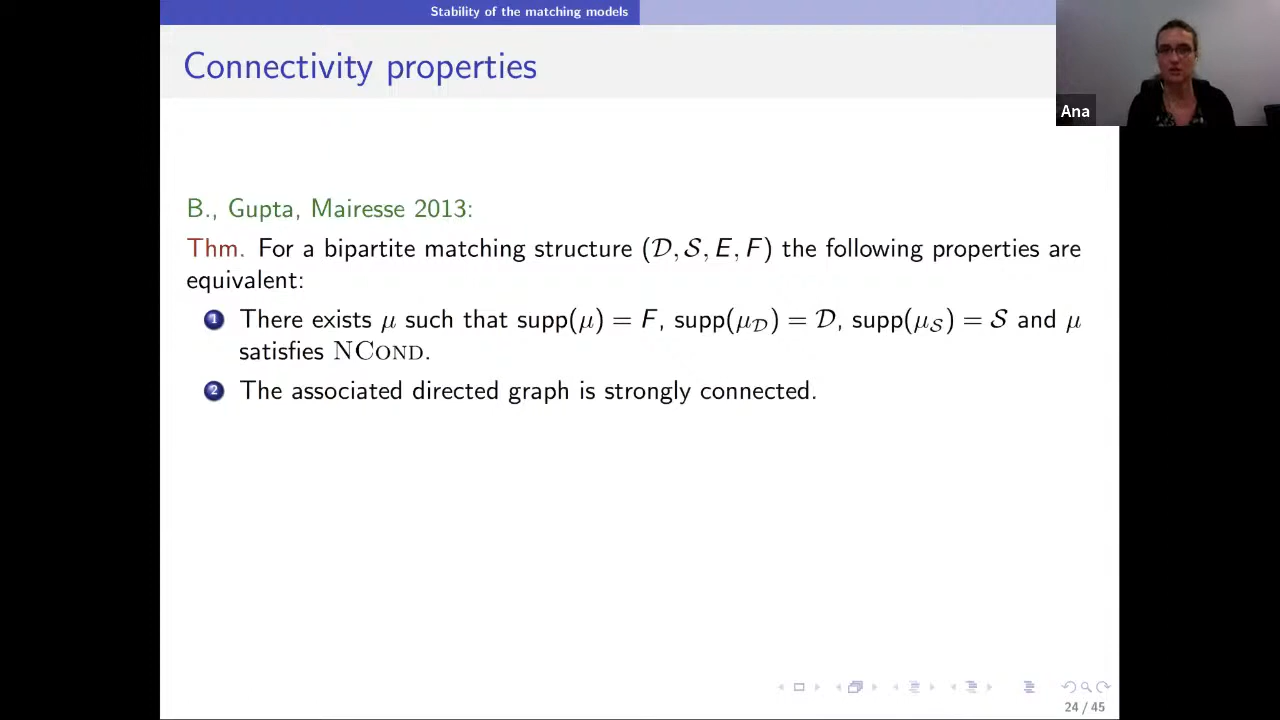 Stability of the matching models
Connectivity properties
Ana
B., Gupta, Mairesse 2013:
Thm. For a bipartite matching structure (𝒟, 𝒮, E, F) the following properties are
equivalent:
1 There exists μ such that supp(μ) = F, supp(μ_𝒟) = 𝒟, supp(μ_𝒮) = 𝒮 and μ
satisfies NCOND.
2 The associated directed graph is strongly connected.
24 / 45